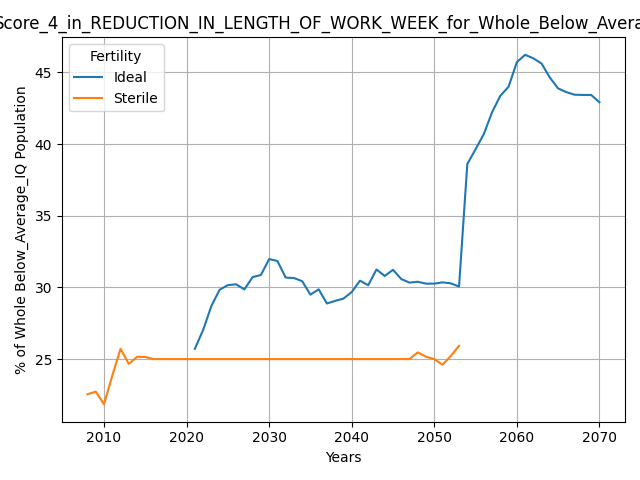 Score_4_in_REDUCTION_IN_LENGTH_OF_WORK_WEEK_for_Whole_Below_Avera
Fertility
Ideal
Sterile
% of Whole Below_Average_IQ Population
45
40
35
30
25
2010 2020 2030 2040 2050 2060 2070
Years